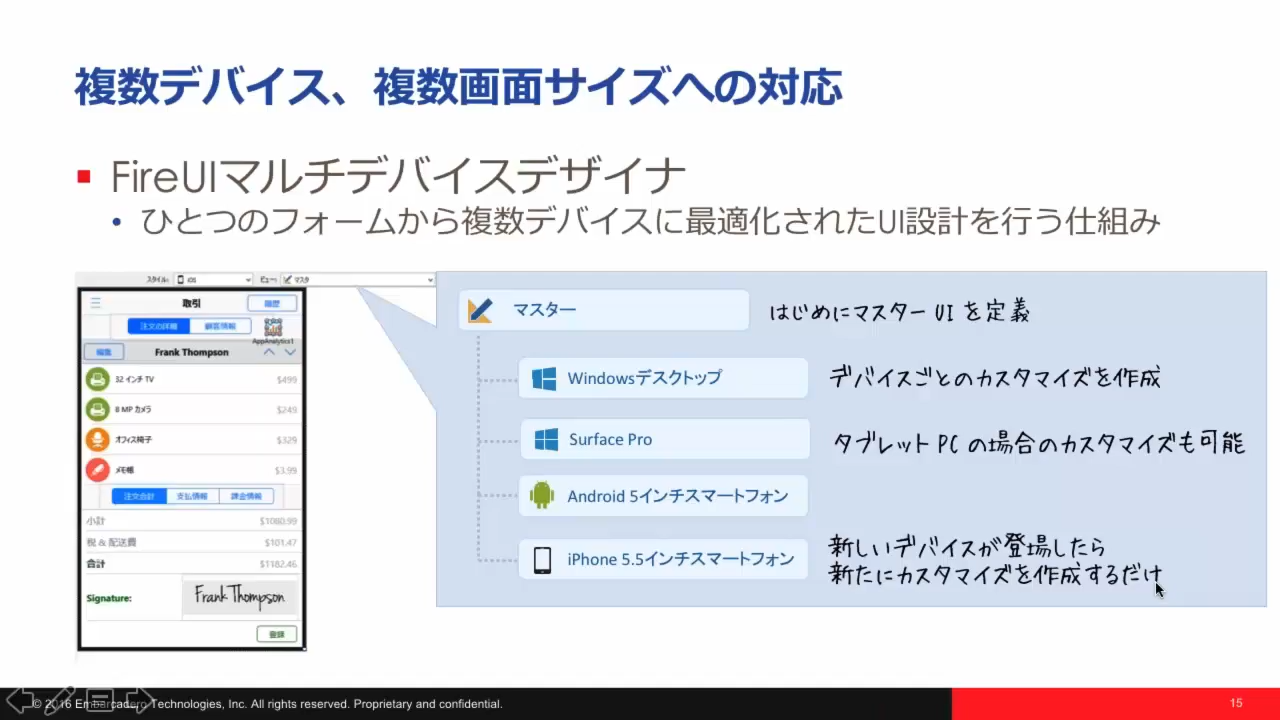 複数デバイス、複数画面サイズへの対応
FireUIマルチデバイスデザイナ
ひとつのフォームから複数デバイスに最適化されたUI設計を行う仕組み
スタイル: iOS ビュー: マスタ
取引 履歴
注文の詳細 顧客情報
AppAnalytics1
編集 Frank Thompson
32 インチ TV $499
8 MP カメラ $249
オフィス椅子 $329
メモ帳 $3.99
注文合計 支払情報 課金情報
小計 $1080.99
税 & 配送費 $101.47
合計 $1182.46
Signature: Frank Thompson
登録
マスター はじめにマスター UI を定義
Windowsデスクトップ デバイスごとのカスタマイズを作成
Surface Pro タブレット PC の場合のカスタマイズも可能
Android 5インチスマートフォン
iPhone 5.5インチスマートフォン
新しいデバイスが登場したら
新たにカスタマイズを作成するだけ
© 2016 Embarcadero Technologies, Inc. All rights reserved. Proprietary and confidential.
15